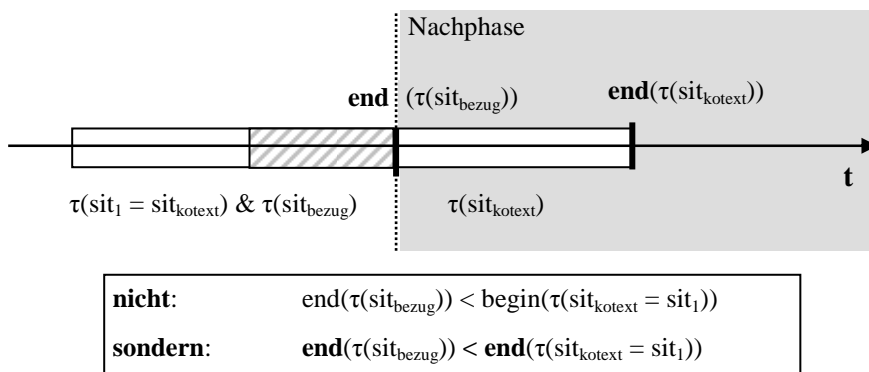 Nachphase
end (τ(sit_bezug)) end(τ(sit_kotext))
t
τ(sit_1 = sit_kotext) & τ(sit_bezug) τ(sit_kotext)
nicht: end(τ(sit_bezug)) < begin(τ(sit_kotext = sit_1))
sondern: end(τ(sit_bezug)) < end(τ(sit_kotext = sit_1))